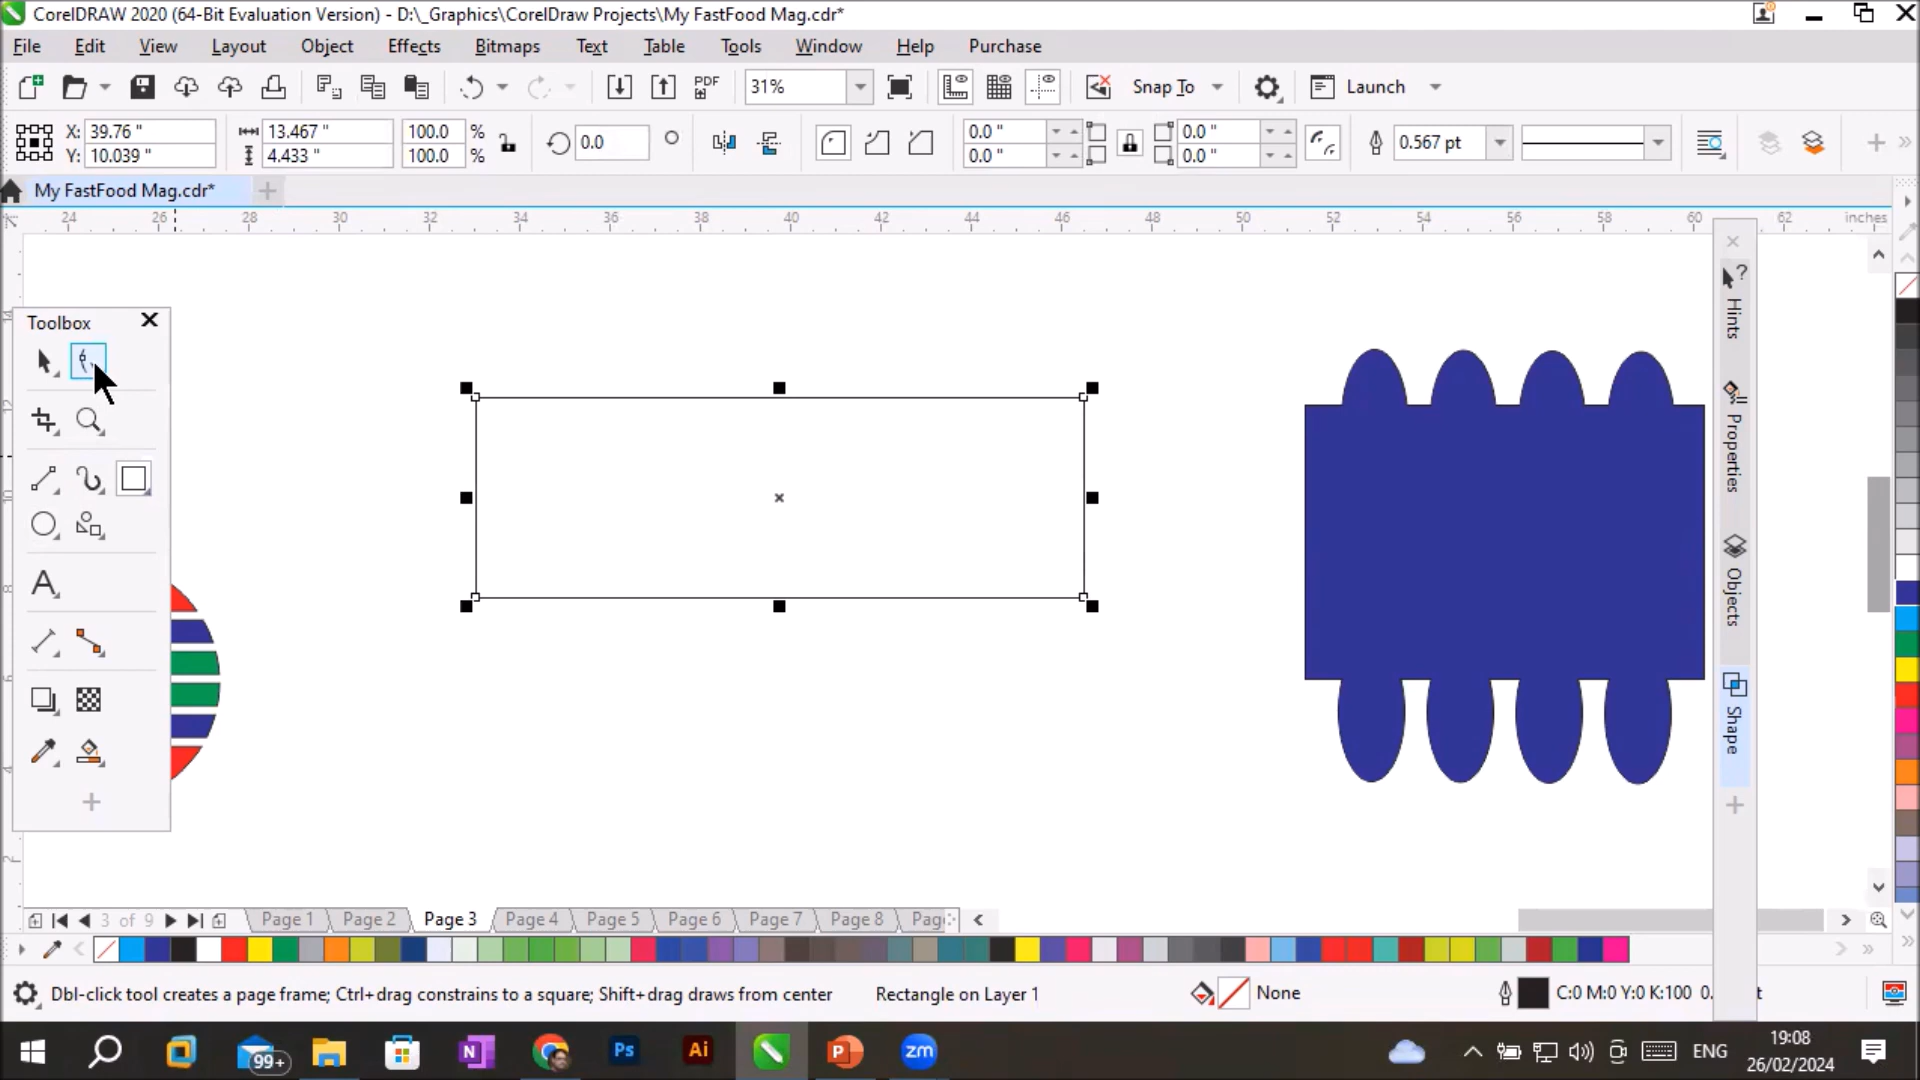 CorelDRAW 2020 (64-Bit Evaluation Version) - D:\_Graphics\CorelDraw Projects\My FastFood Mag.cdr*
File Edit View Layout Object Effects Bitmaps Text Table Tools Window Help Purchase
PDF 31% Snap To Launch
X: 39.76 " 13.467 " 100.0 % 0.0 0.0 " 0.0 " 0.567 pt
Y: 10.039 " 4.433 " 100.0 % 0.0 " 0.0 "
My FastFood Mag.cdr*
24 26 28 30 32 34 36 38 40 42 44 46 48 50 52 54 56 58 60 62 inches
Toolbox
Hints
Properties
Objects
Shape
3 of 9 Page 1 Page 2 Page 3 Page 4 Page 5 Page 6 Page 7 Page 8 Pag
Dbl-click tool creates a page frame; Ctrl+drag constrains to a square; Shift+drag draws from center Rectangle on Layer 1 None C:0 M:0 Y:0 K:100 0.
99+ N Ps Ai P zm ENG 19:08
26/02/2024